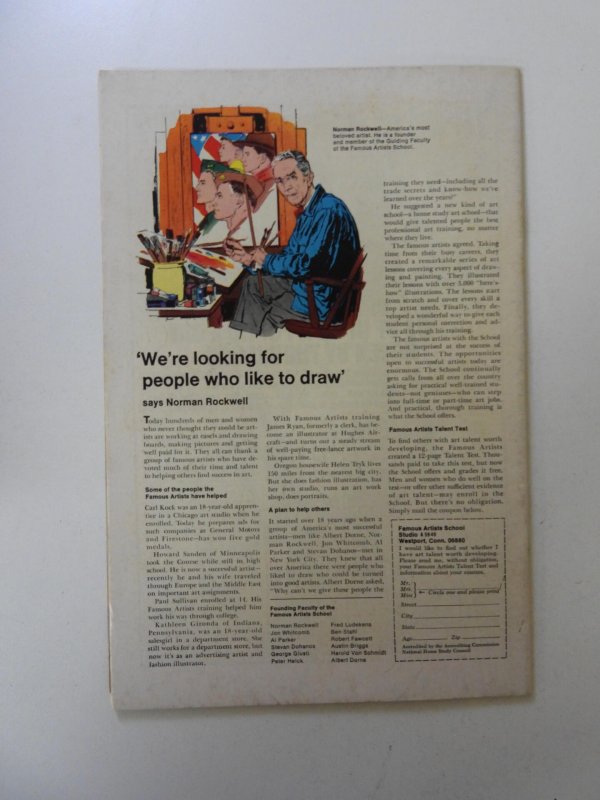 Norman Rockwell—America's most
beloved artist. He is a founder
and member of the Guiding Faculty
of the Famous Artists School.
'We're looking for
people who like to draw'
says Norman Rockwell
Today hundreds of men and women
who never thought they could be art-
ists are working at easels and drawing
boards, making pictures and getting
well paid for it. They all can thank a
group of famous artists who have de-
voted much of their time and talent
to helping others find success in art.
Some of the people the
Famous Artists have helped
Carl Kock was an 18-year-old appren-
tice in a Chicago art studio when he
enrolled. Today he prepares ads for
such companies as General Motors
and Firestone—has won five gold
medals.
Howard Sanden of Minneapolis
took the Course while still in high
school. He is now a successful artist—
recently he and his wife traveled
through Europe and the Middle East
on important art assignments.
Paul Sullivan enrolled at 14. His
Famous Artists training helped him
work his way through college.
Kathleen Gironda of Indiana,
Pennsylvania, was an 18-year-old
salesgirl in a department store. She
still works for a department store, but
now it's as an advertising artist and
fashion illustrator.
With Famous Artists training
James Ryan, formerly a clerk, has be-
come an illustrator at Hughes Air-
craft—and turns out a steady stream
of well-paying free-lance artwork in
his spare time.
Oregon housewife Helen Tryk lives
150 miles from the nearest big city.
But she does fashion illustration, has
her own studio, runs an art work
shop, does portraits.
A plan to help others
It started over 18 years ago when a
group of America's most successful
artists—men like Albert Dorne, Nor-
man Rockwell, Jon Whitcomb, Al
Parker and Stevan Dohanos—met in
New York City. They knew that all
over America there were people who
liked to draw who could be turned
into good artists. Albert Dorne asked,
"Why can't we give these people the
Founding Faculty of the
Famous Artists School
Norman Rockwell
Jon Whitcomb
Al Parker
Stevan Dohanos
George Giusti
Peter Helck
Fred Ludekens
Ben Stahl
Robert Fawcett
Austin Briggs
Harold Von Schmidt
Albert Dorne
training they need—including all the
trade secrets and know-how we've
learned over the years?"
He suggested a new kind of art
school—a home study art school—that
would give talented people the best
professional art training, no matter
where they live.
The famous artists agreed. Taking
time from their busy careers, they
created a remarkable series of art
lessons covering every aspect of draw-
ing and painting. They illustrated
their lessons with over 5,000 "here's
how" illustrations. The lessons start
from scratch and cover every skill a
top artist needs. Finally, they de-
veloped a wonderful way to give each
student personal correction and ad-
vice all through his training.
The famous artists with the School
are not surprised at the success of
their students. The opportunities
open to successful artists today are
enormous. The School continually
gets calls from all over the country
asking for practical well-trained stu-
dents—not geniuses—who can step
into full-time or part-time art jobs.
And practical, thorough training is
what the School offers.
Famous Artists Talent Test
To find others with art talent worth
developing, the Famous Artists
created a 12-page Talent Test. Thou-
sands paid to take this test, but now
the School offers and grades it free.
Men and women who do well on the
test—or offer other sufficient evidence
of art talent—may enroll in the
School. But there's no obligation.
Simply mail the coupon below.
Famous Artists School
Studio
Westport, Conn. 06880
I would like to find out whether I
have art talent worth developing.
Please send me, without obligation,
your Famous Artists Talent Test and
information about your courses.
Mr.
Mrs.
Miss
← Circle one and please print
Street
City
State
Age
Zip
Accredited by the Accrediting Commission
National Home Study Council